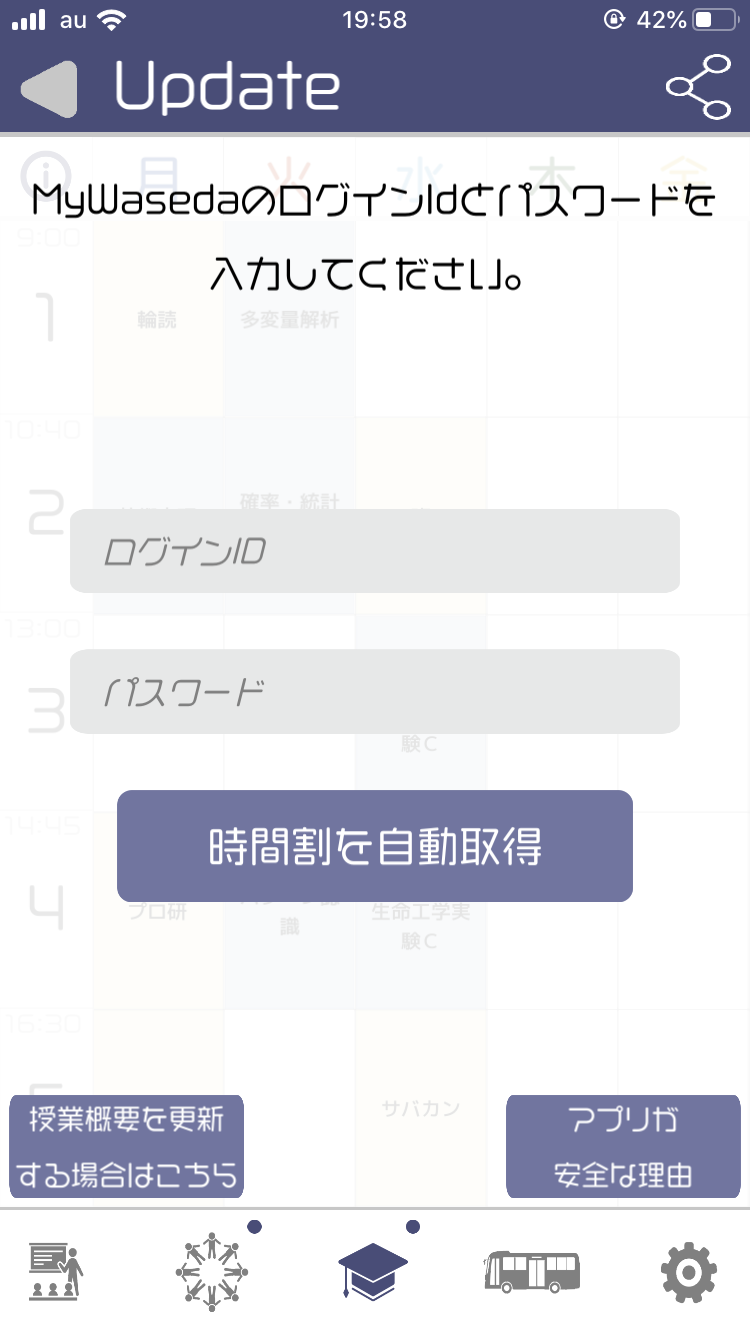 au
19:58
42%
Update
月 火 水 木 金
MyWasedaのログインIdとパスワードを
入力してください。
9:00
1
輪読
多変量解析
10:40
2
確率・統計
ログインID
13:00
3
パスワード
験C
時間割を自動取得
14:45
4
プロ研
識
生命工学実
験C
16:30
サバカン
授業概要を更新
する場合はこちら
アプリが
安全な理由